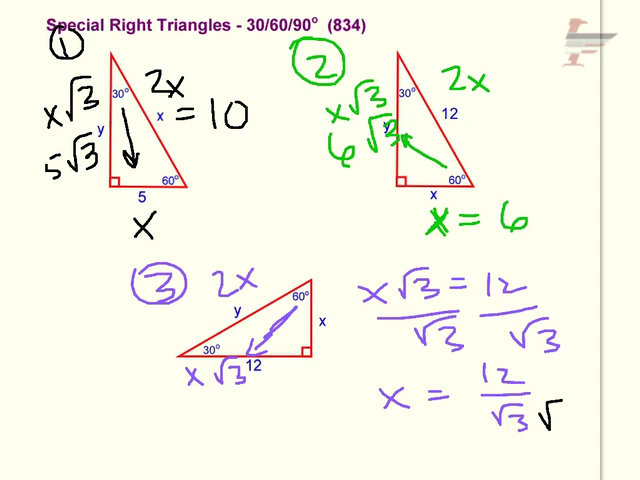 Special Right Triangles - 30/60/90° (834)
①
x√3
2x
30°
y
x
= 10
5√3
60°
5
x
②
x√3
2x
30°
y
12
6√3
60°
x
x = 6
③
2x
60°
y
x
30°
12
x√3
x√3 = 12
√3 √3
x = 12
√3 √